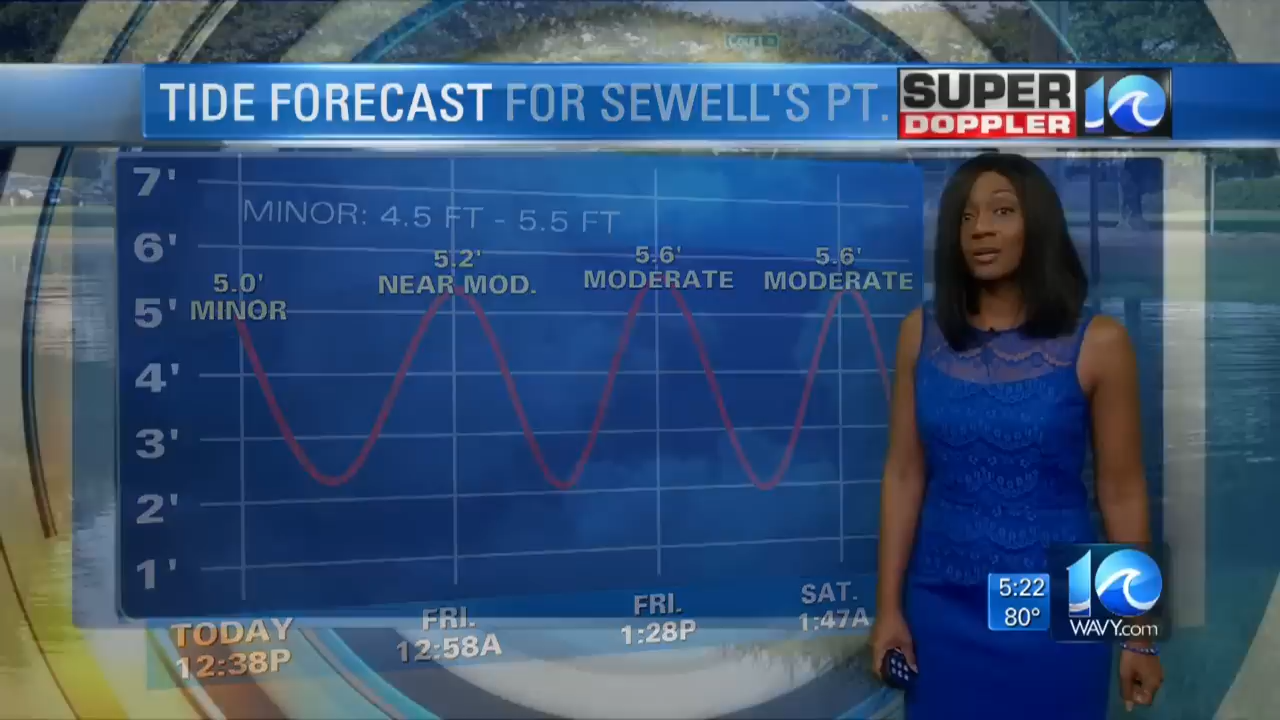 TIDE FORECAST FOR SEWELL'S PT.
SUPER
DOPPLER
10
7'
MINOR: 4.5 FT - 5.5 FT
6'
5.0'
MINOR
5.2'
NEAR MOD.
5.6'
MODERATE
5.6'
MODERATE
5'
4'
3'
2'
1'
TODAY
12:38P
FRI.
12:58A
FRI.
1:28P
SAT.
1:47A
5:22
80°
10
WAVY.com